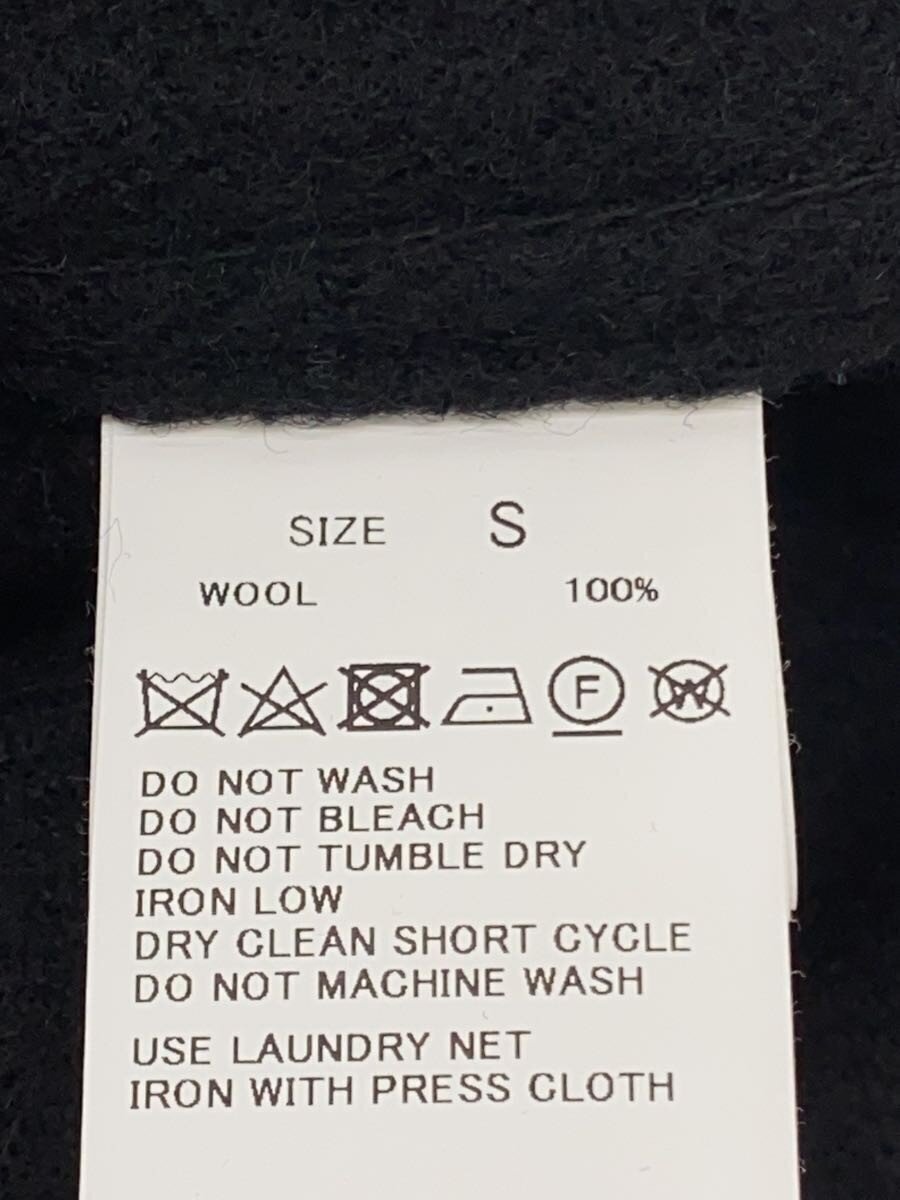 SIZE S
WOOL 100%
F W
DO NOT WASH
DO NOT BLEACH
DO NOT TUMBLE DRY
IRON LOW
DRY CLEAN SHORT CYCLE
DO NOT MACHINE WASH
USE LAUNDRY NET
IRON WITH PRESS CLOTH